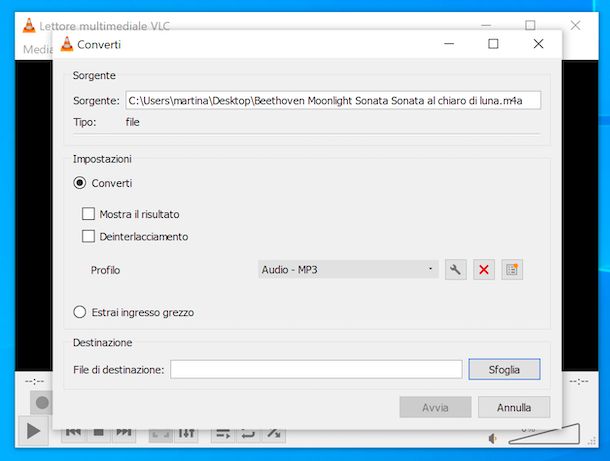 Lettore multimediale VLC
Media
Converti
Sorgente
Sorgente: C:\Users\martina\Desktop\Beethoven Moonlight Sonata Sonata al chiaro di luna.m4a
Tipo: file
Impostazioni
Converti
Mostra il risultato
Deinterlacciamento
Profilo Audio - MP3
Estrai ingresso grezzo
Destinazione
File di destinazione: Sfoglia
--:-- --:--
Avvia Annulla
0%